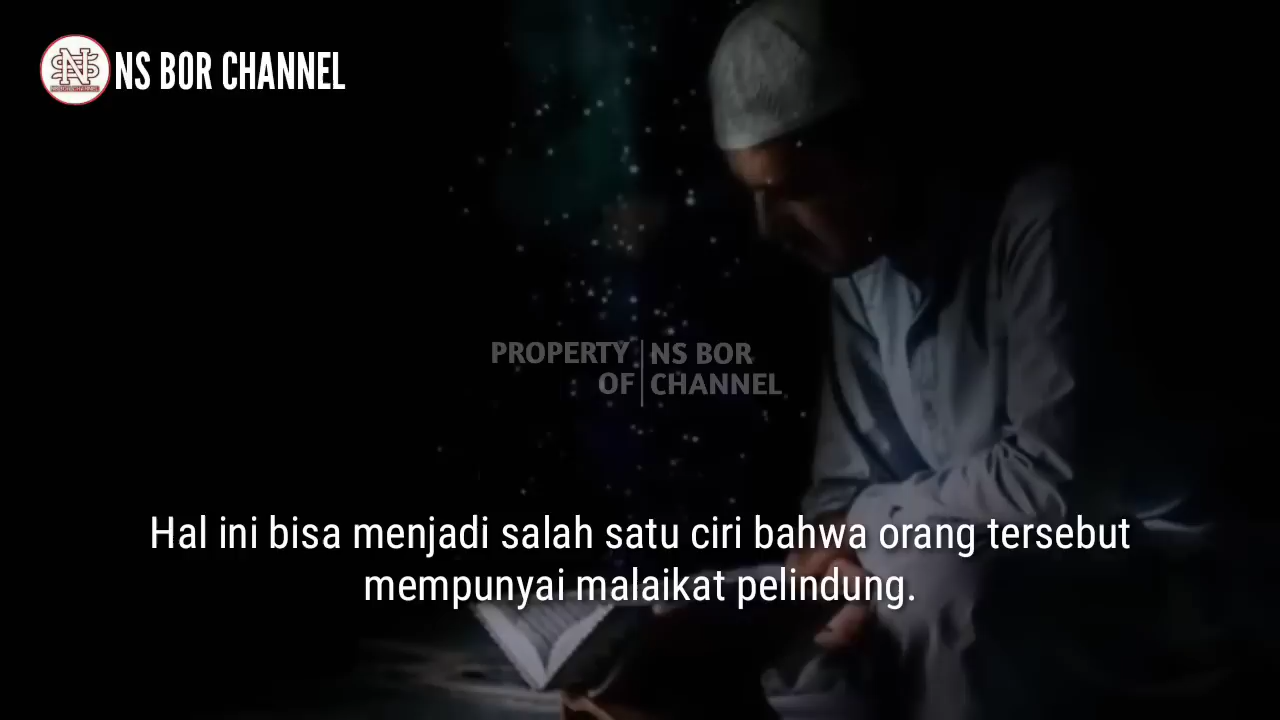 NS BOR CHANNEL
PROPERTY OF
NS BOR CHANNEL
Hal ini bisa menjadi salah satu ciri bahwa orang tersebut
mempunyai malaikat pelindung.